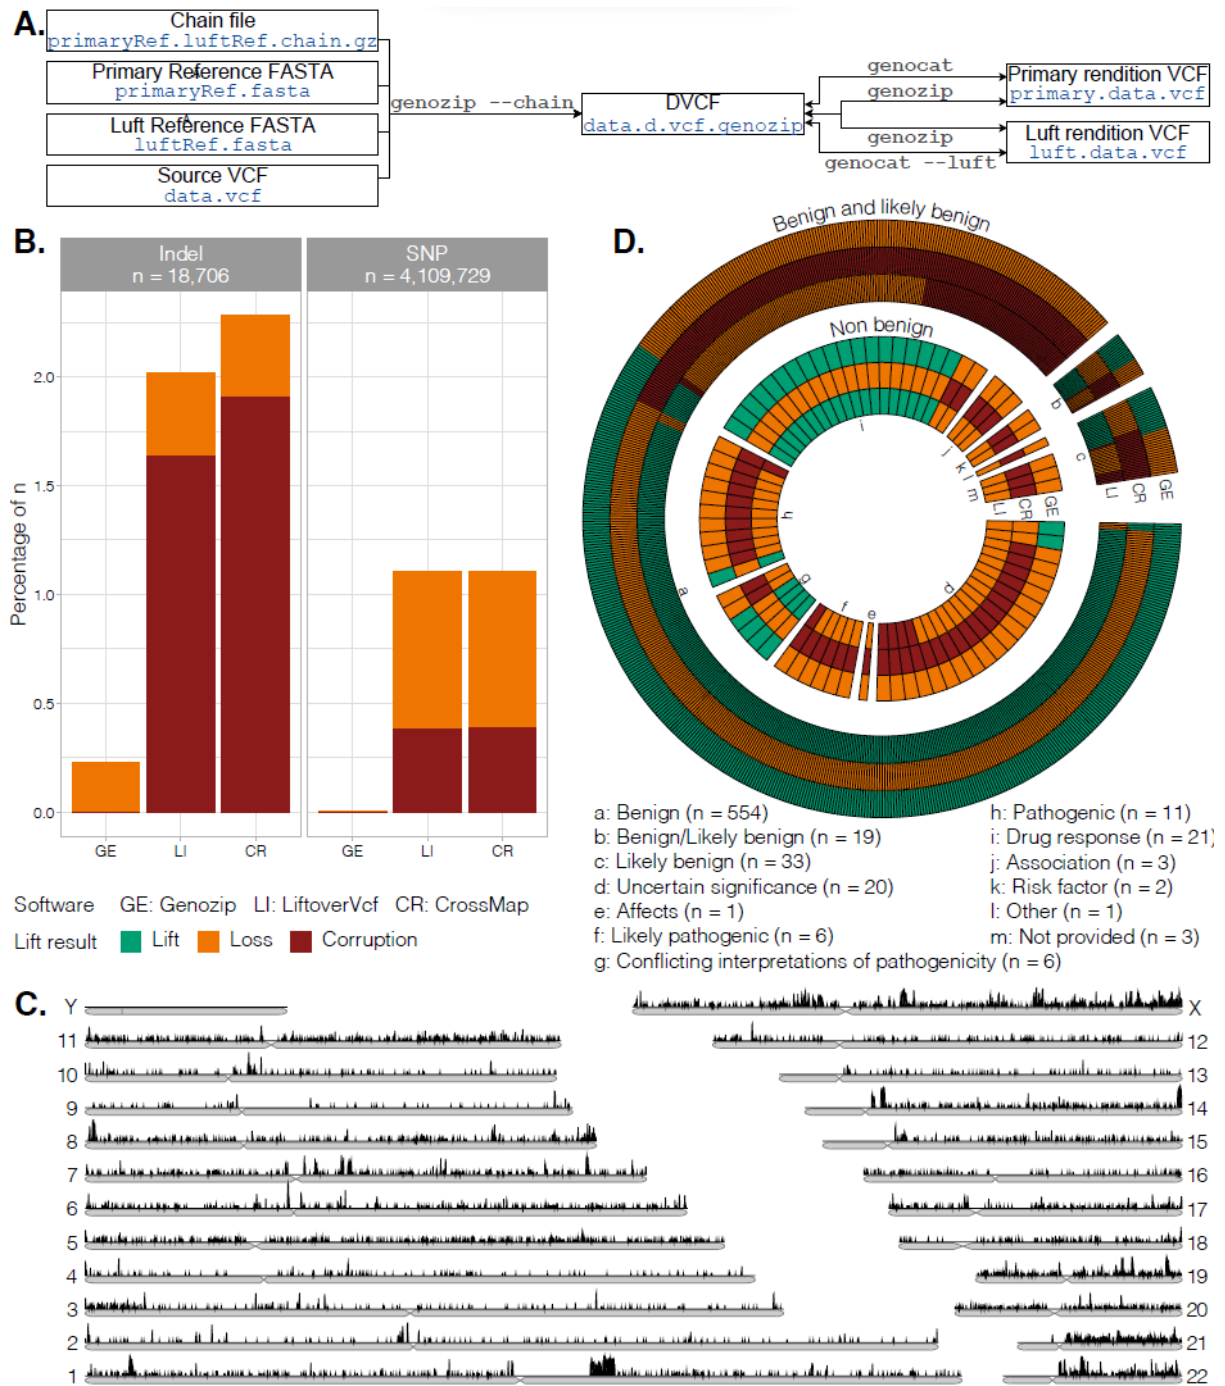 A.
Chain file
primaryRef.luftRef.chain.gz
Primary Reference FASTA
primaryRef.fasta
Luft Reference FASTA
luftRef.fasta
Source VCF
data.vcf
genozip --chain
DVCF
data.d.vcf.genozip
genocat
genozip
genozip
genocat --luft
Primary rendition VCF
primary.data.vcf
Luft rendition VCF
luft.data.vcf
B.
Indel
n = 18,706
SNP
n = 4,109,729
Percentage of n
2.0
1.5
1.0
0.5
0.0
GE LI CR GE LI CR
Software GE: Genozip LI: LiftoverVcf CR: CrossMap
Lift result Lift Loss Corruption
D.
Benign and likely benign
Non benign
a
b
c
LI CR GE
d
e
f
g
h
i
j
k
l
m
LI CR GE
a: Benign (n = 554)
b: Benign/Likely benign (n = 19)
c: Likely benign (n = 33)
d: Uncertain significance (n = 20)
e: Affects (n = 1)
f: Likely pathogenic (n = 6)
g: Conflicting interpretations of pathogenicity (n = 6)
h: Pathogenic (n = 11)
i: Drug response (n = 21)
j: Association (n = 3)
k: Risk factor (n = 2)
l: Other (n = 1)
m: Not provided (n = 3)
C.
Y X
11 12
10 13
9 14
8 15
7 16
6 17
5 18
4 19
3 20
2 21
1 22